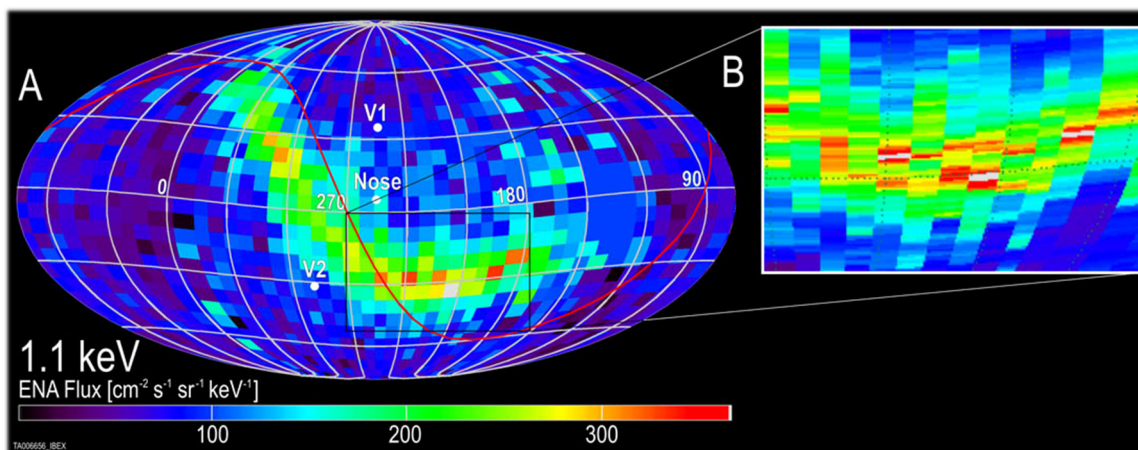 A
B
V1
Nose
0
270
180
90
V2
1.1 keV
ENA Flux [cm⁻² s⁻¹ sr⁻¹ keV⁻¹]
100
200
300
TA006656_IBEX